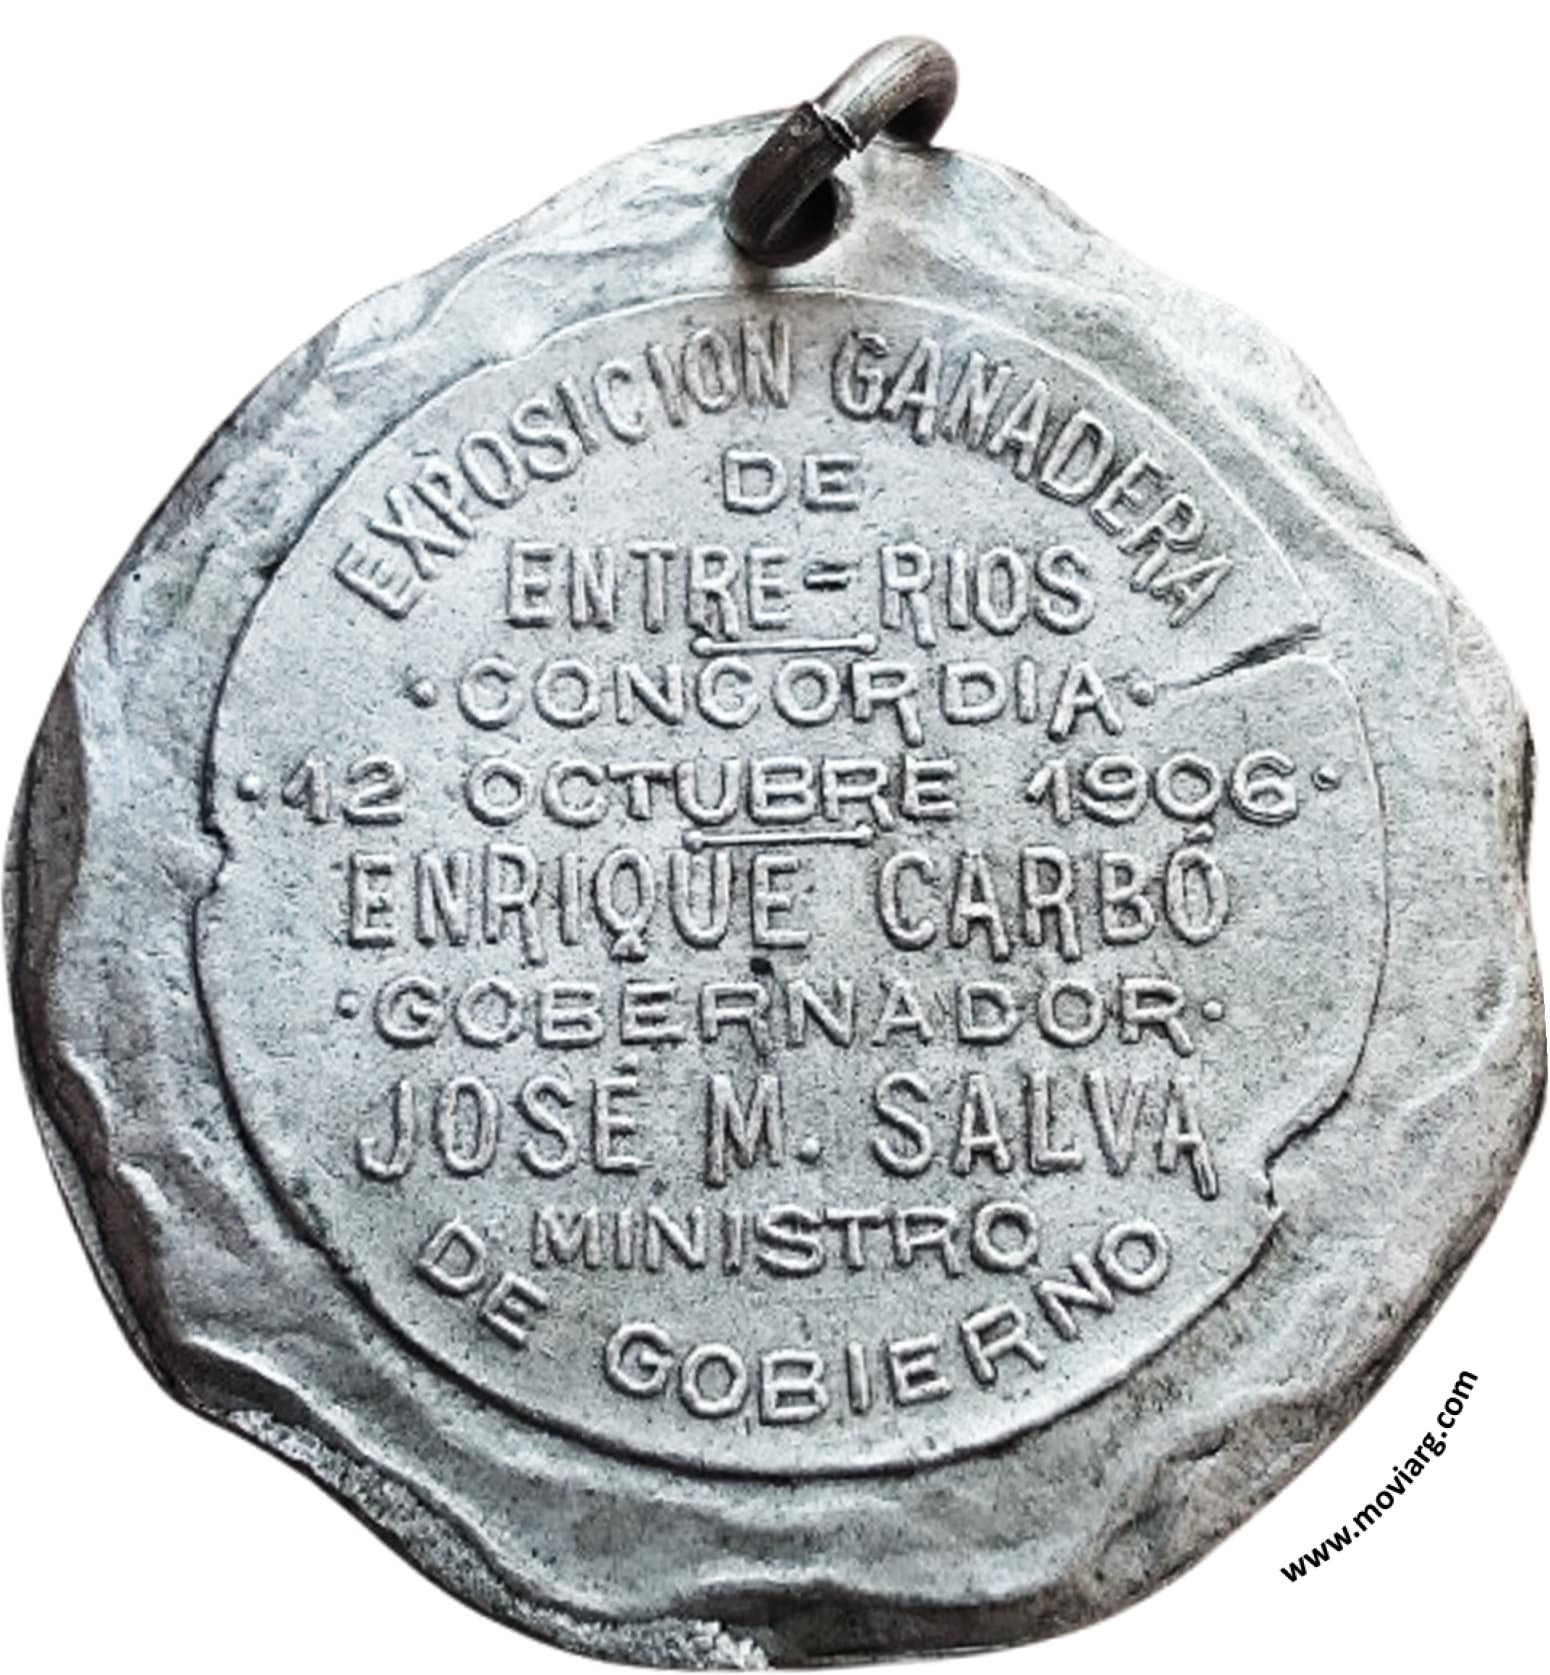 EXPOSICION GANADERA
DE
ENTRE=RIOS
·CONCORDIA·
·12 OCTUBRE 1906·
ENRIQUE CARBÓ
·GOBERNADOR·
JOSÉ M. SALVA
MINISTRO
DE GOBIERNO
www.moviarg.com